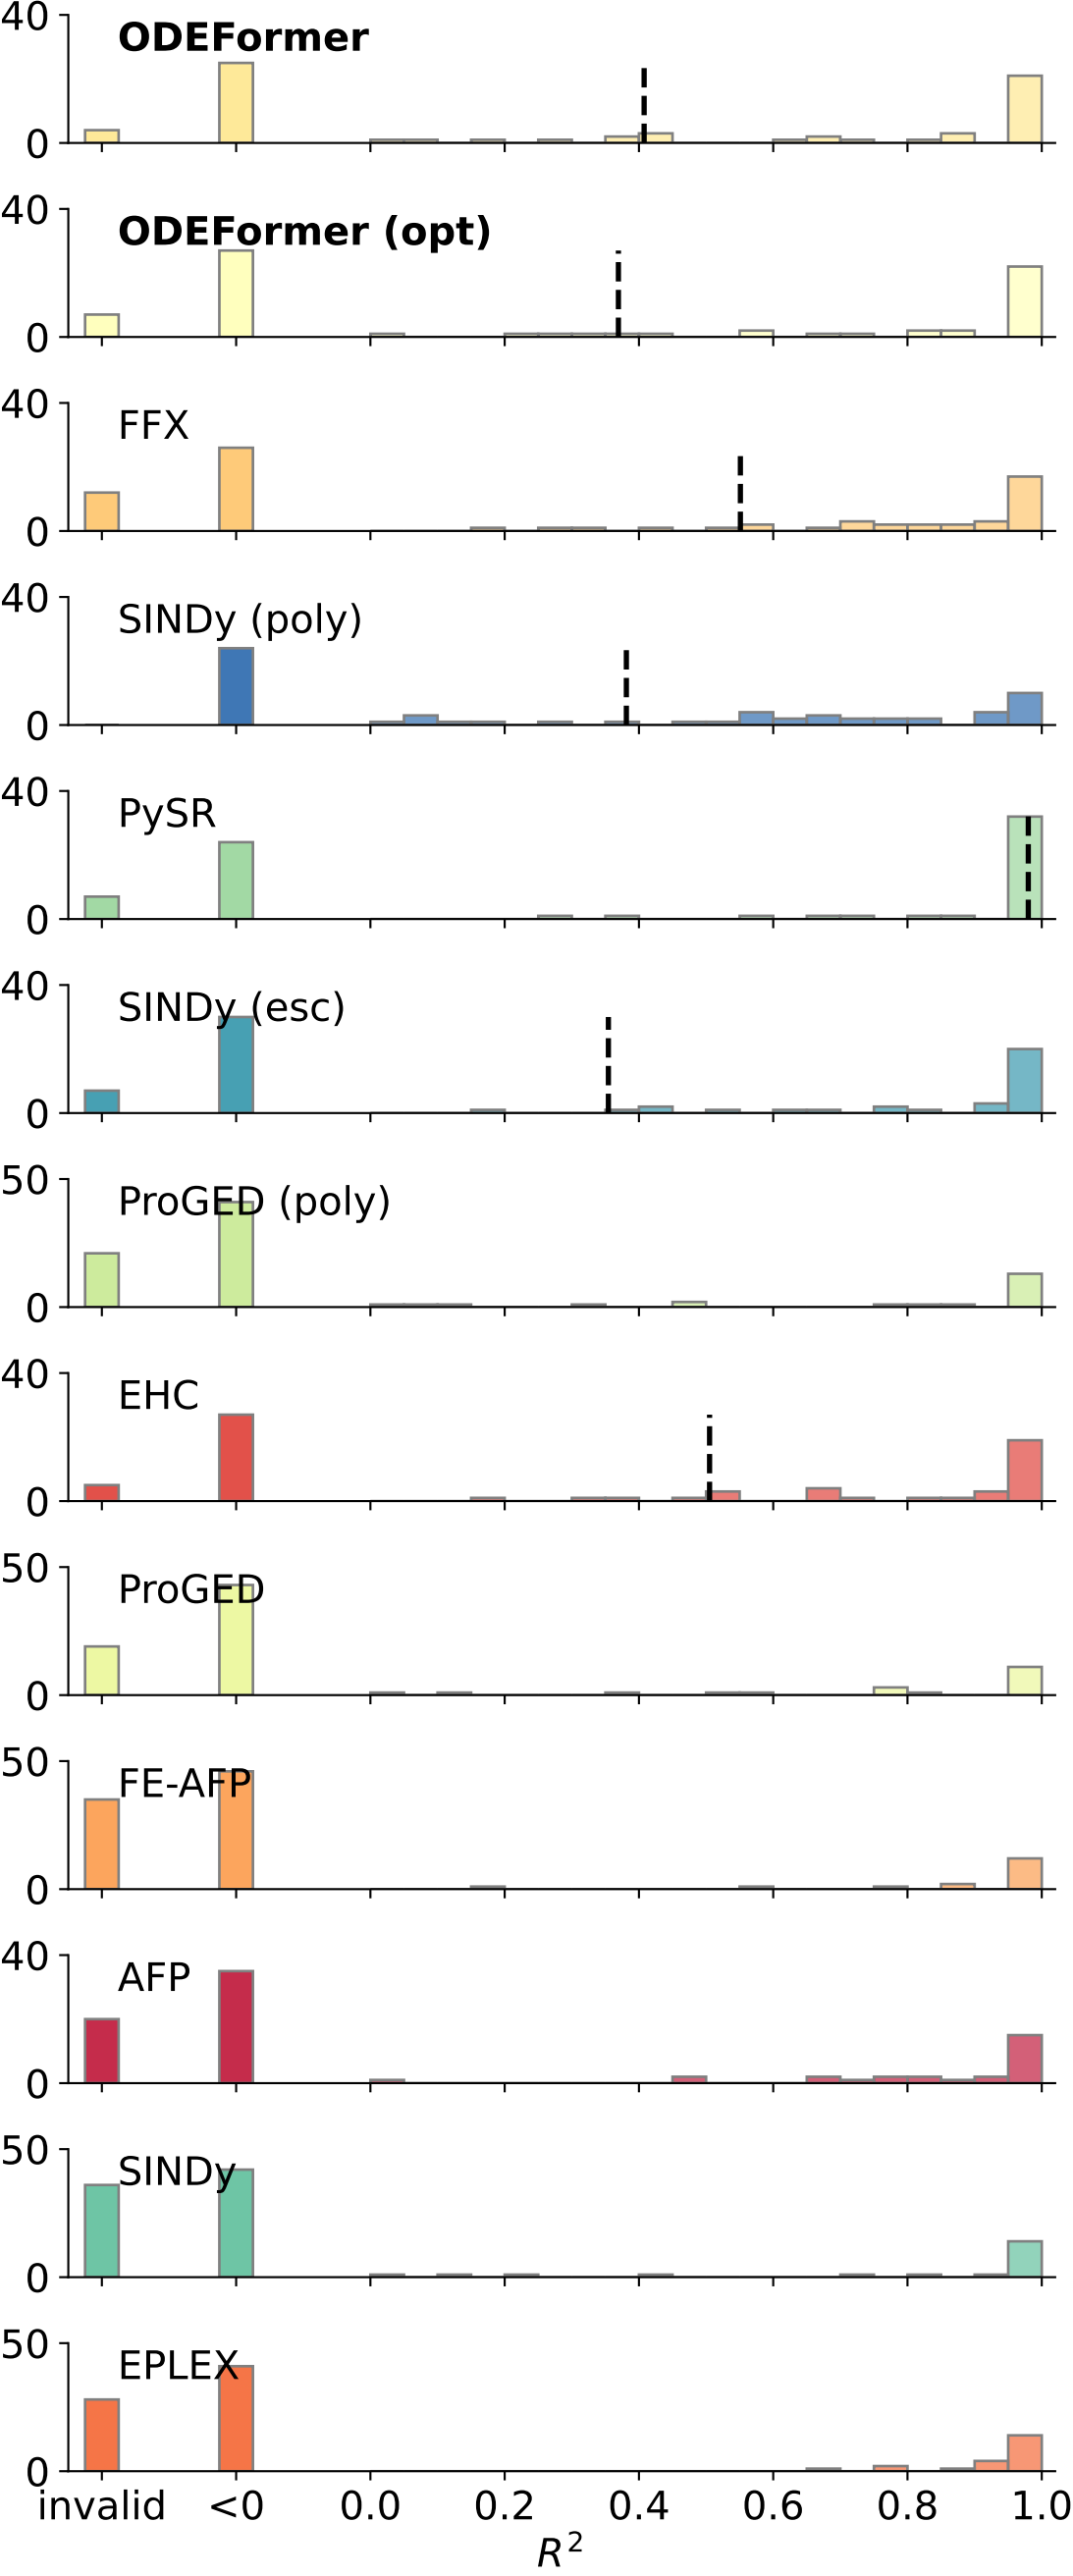 40
ODEFormer
0
40
ODEFormer (opt)
0
40
FFX
0
40
SINDy (poly)
0
40
PySR
0
40
SINDy (esc)
0
50
ProGED (poly)
0
40
EHC
0
50
ProGED
0
50
FE-AFP
0
40
AFP
0
50
SINDy
0
50
EPLEX
0
invalid <0 0.0 0.2 0.4 0.6 0.8 1.0
R²